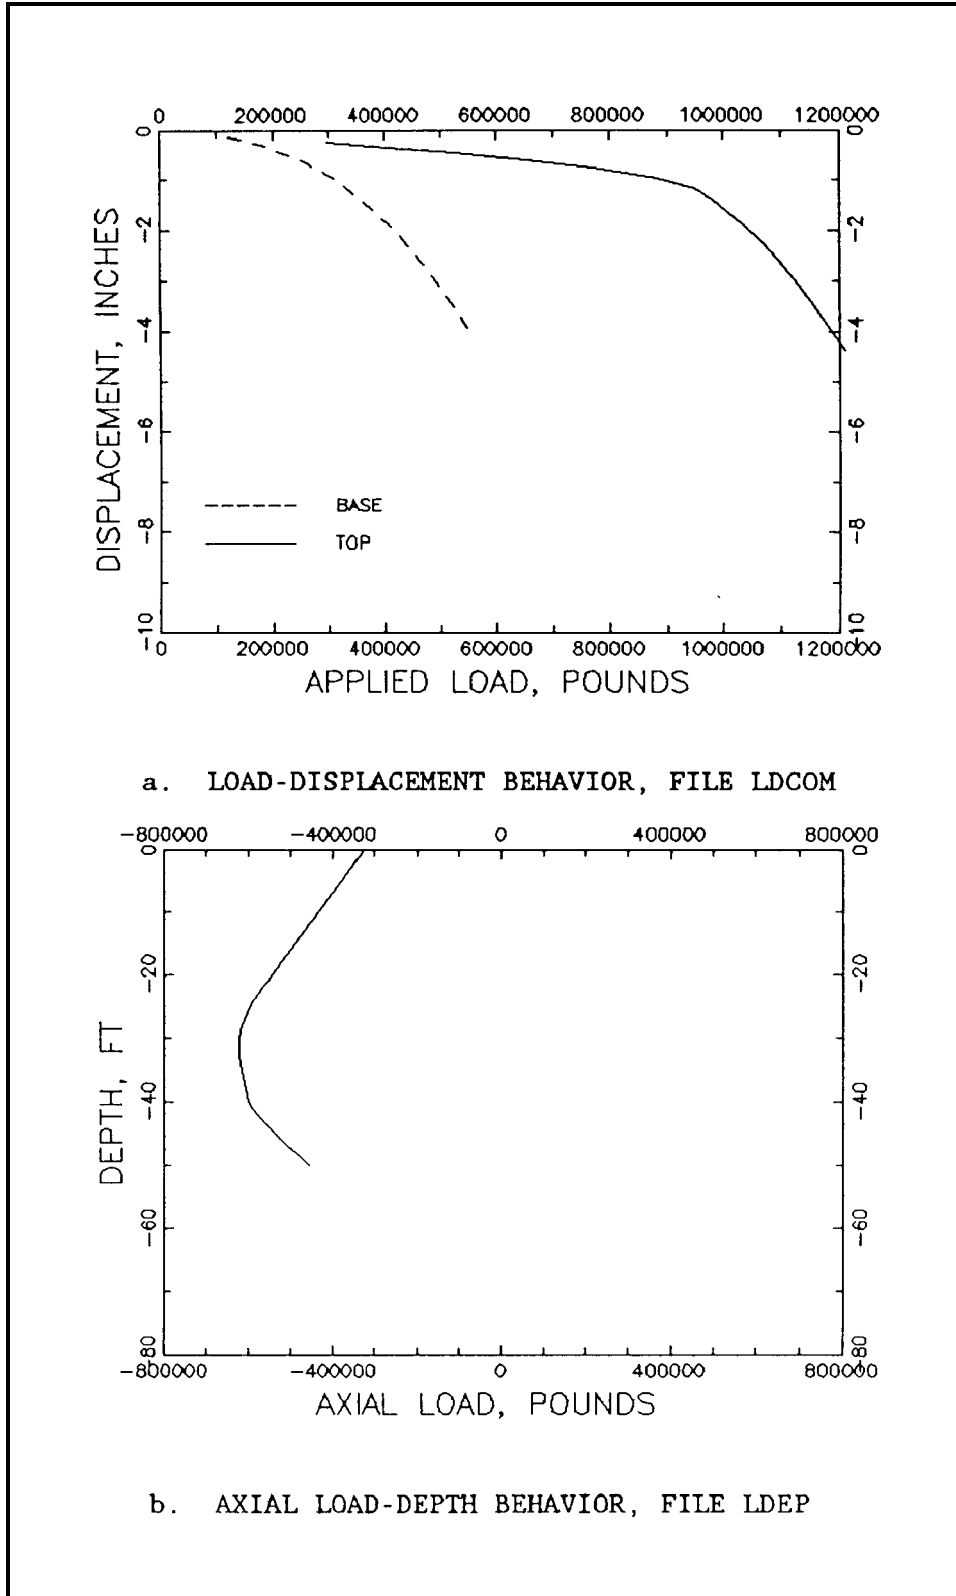 0 200000 400000 600000 800000 1000000 1200000
0 0
-2 -2
-4 -4
-6 -6
-8 -8
-10 -10
DISPLACEMENT, INCHES
BASE
TOP
0 200000 400000 600000 800000 1000000 1200000
APPLIED LOAD, POUNDS
a. LOAD-DISPLACEMENT BEHAVIOR, FILE LDCOM
-800000 -400000 0 400000 800000
0 0
-20 -20
-40 -40
-60 -60
-80 -80
DEPTH, FT
-800000 -400000 0 400000 800000
AXIAL LOAD, POUNDS
b. AXIAL LOAD-DEPTH BEHAVIOR, FILE LDEP